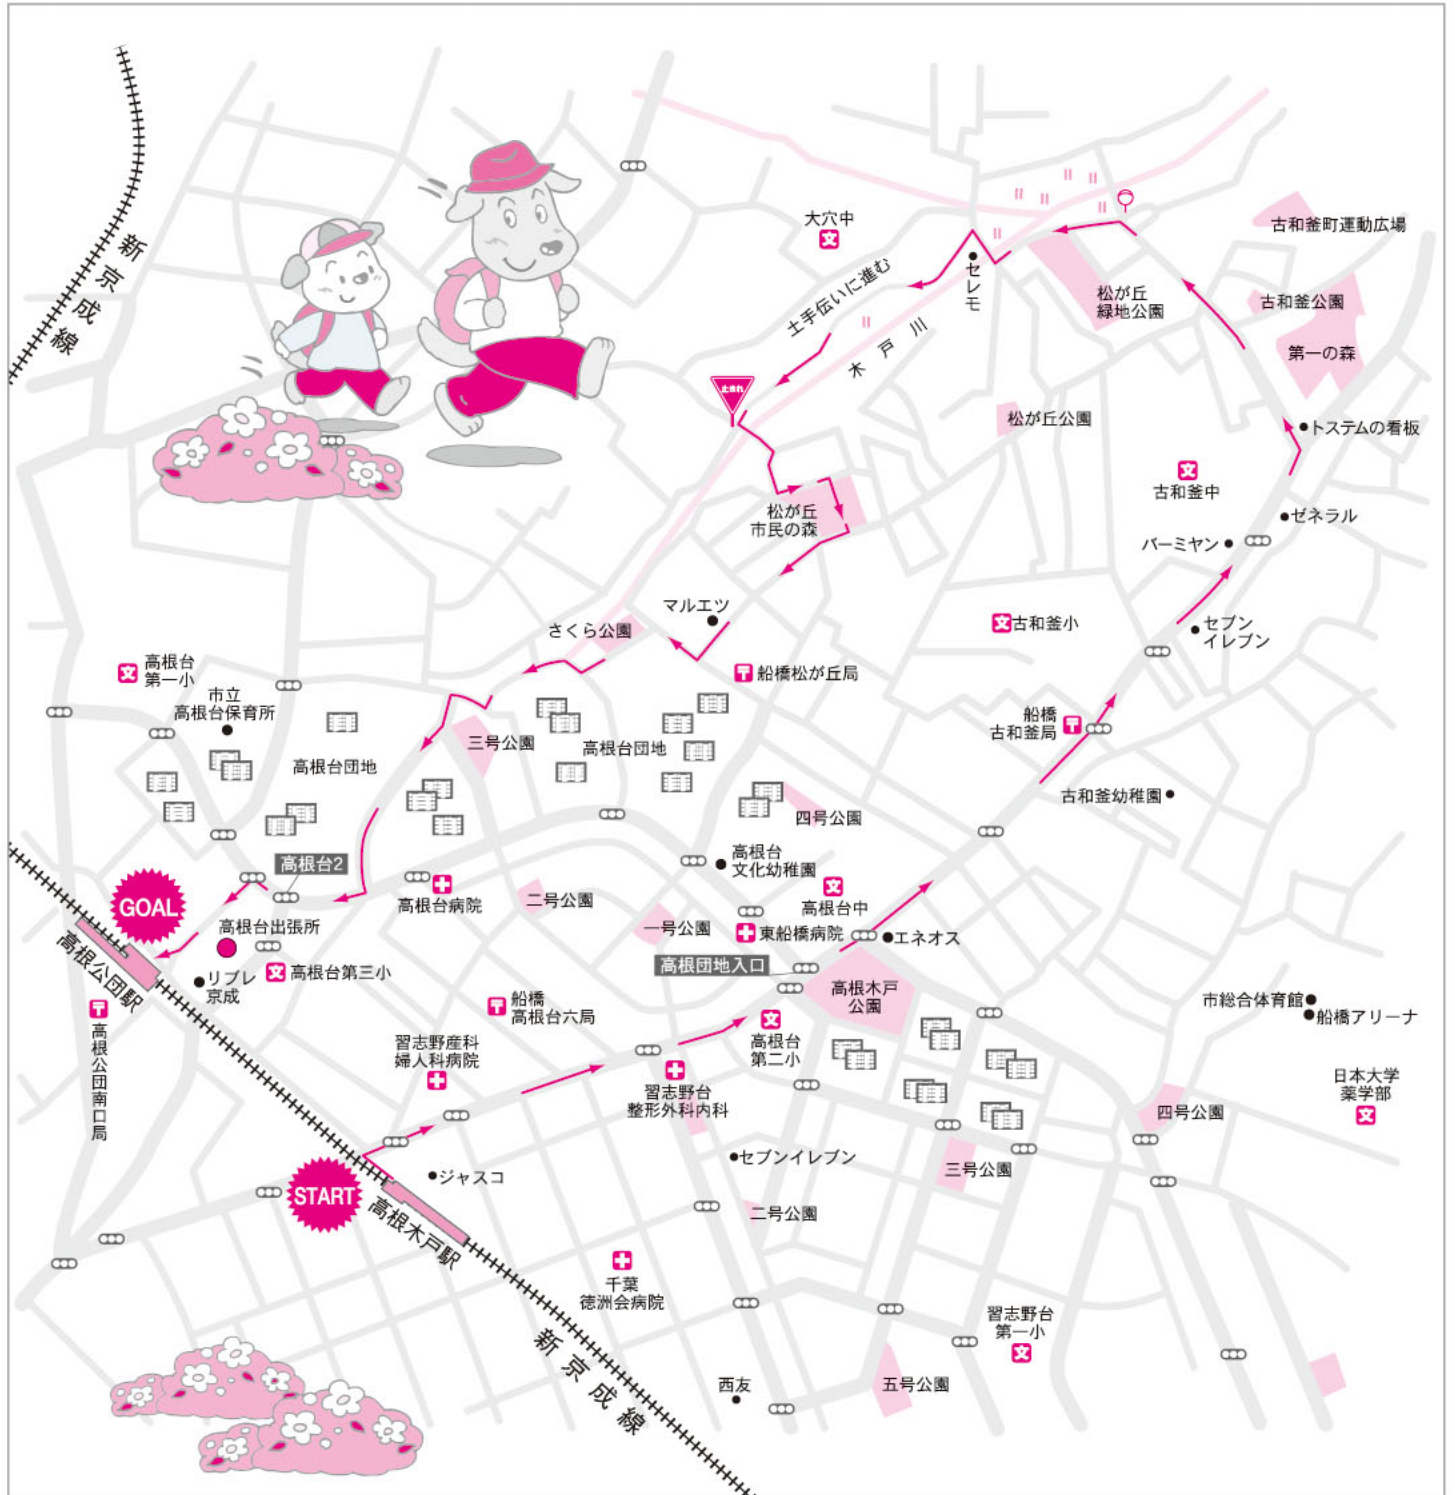 新京成線
大穴中
古和釜町運動広場
土手伝いに進む
セレモ
松が丘
緑地公園
古和釜公園
第一の森
木戸川
止まれ
松が丘公園
トステムの看板
古和釜中
松が丘
市民の森
ゼネラル
バーミヤン
マルエツ
さくら公園
古和釜小
セブン
イレブン
高根台
第一小
船橋松が丘局
市立
高根台保育所
船橋
古和釜局
三号公園
高根台団地
高根台団地
古和釜幼稚園
四号公園
高根台2
高根台
文化幼稚園
GOAL
高根台病院
二号公園
高根台中
高根台出張所
一号公園
東船橋病院
エネオス
高根公団駅
高根団地入口
高根台第三小
リブレ
京成
高根木戸
公園
市総合体育館
船橋アリーナ
船橋
高根台六局
高根公団南口局
習志野産科
婦人科病院
高根台
第二小
習志野台
整形外科内科
日本大学
薬学部
四号公園
セブンイレブン
三号公園
ジャスコ
START
高根木戸駅
二号公園
千葉
徳洲会病院
習志野台
第一小
新京成線
西友
五号公園
文
文
文
文
文
文
文
文
文